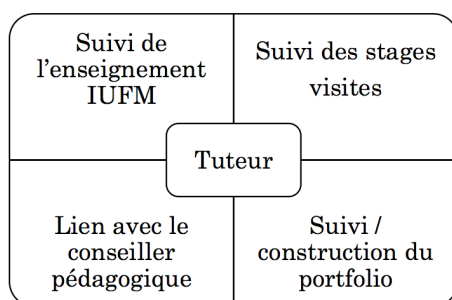 Suivi de
l'enseignement
IUFM
Suivi des stages
visites
Tuteur
Lien avec le
conseiller
pédagogique
Suivi /
construction du
portfolio